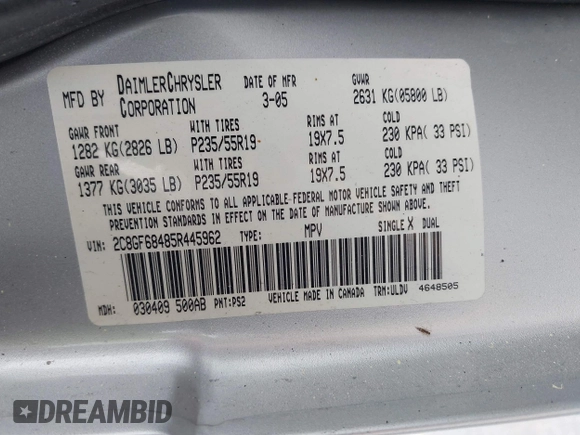 MFD BY DAIMLERCHRYSLER CORPORATION DATE OF MFR 3-05 GVWR 2631 KG(05800 LB)
GAWR FRONT WITH TIRES RIMS AT COLD
1282 KG(2826 LB) P235/55R19 19X7.5 230 KPA( 33 PSI)
GAWR REAR WITH TIRES RIMS AT COLD
1377 KG(3035 LB) P235/55R19 19X7.5 230 KPA( 33 PSI)
THIS VEHICLE CONFORMS TO ALL APPLICABLE FEDERAL MOTOR VEHICLE SAFETY AND THEFT
PREVENTION STANDARDS IN EFFECT ON THE DATE OF MANUFACTURE SHOWN ABOVE.
VIN: 2C8GF68485R445962 TYPE: MPV SINGLE X DUAL
MDH: 030409 500AB PNT:PS2 VEHICLE MADE IN CANADA TRM:ULDV 4648505
DREAMBID